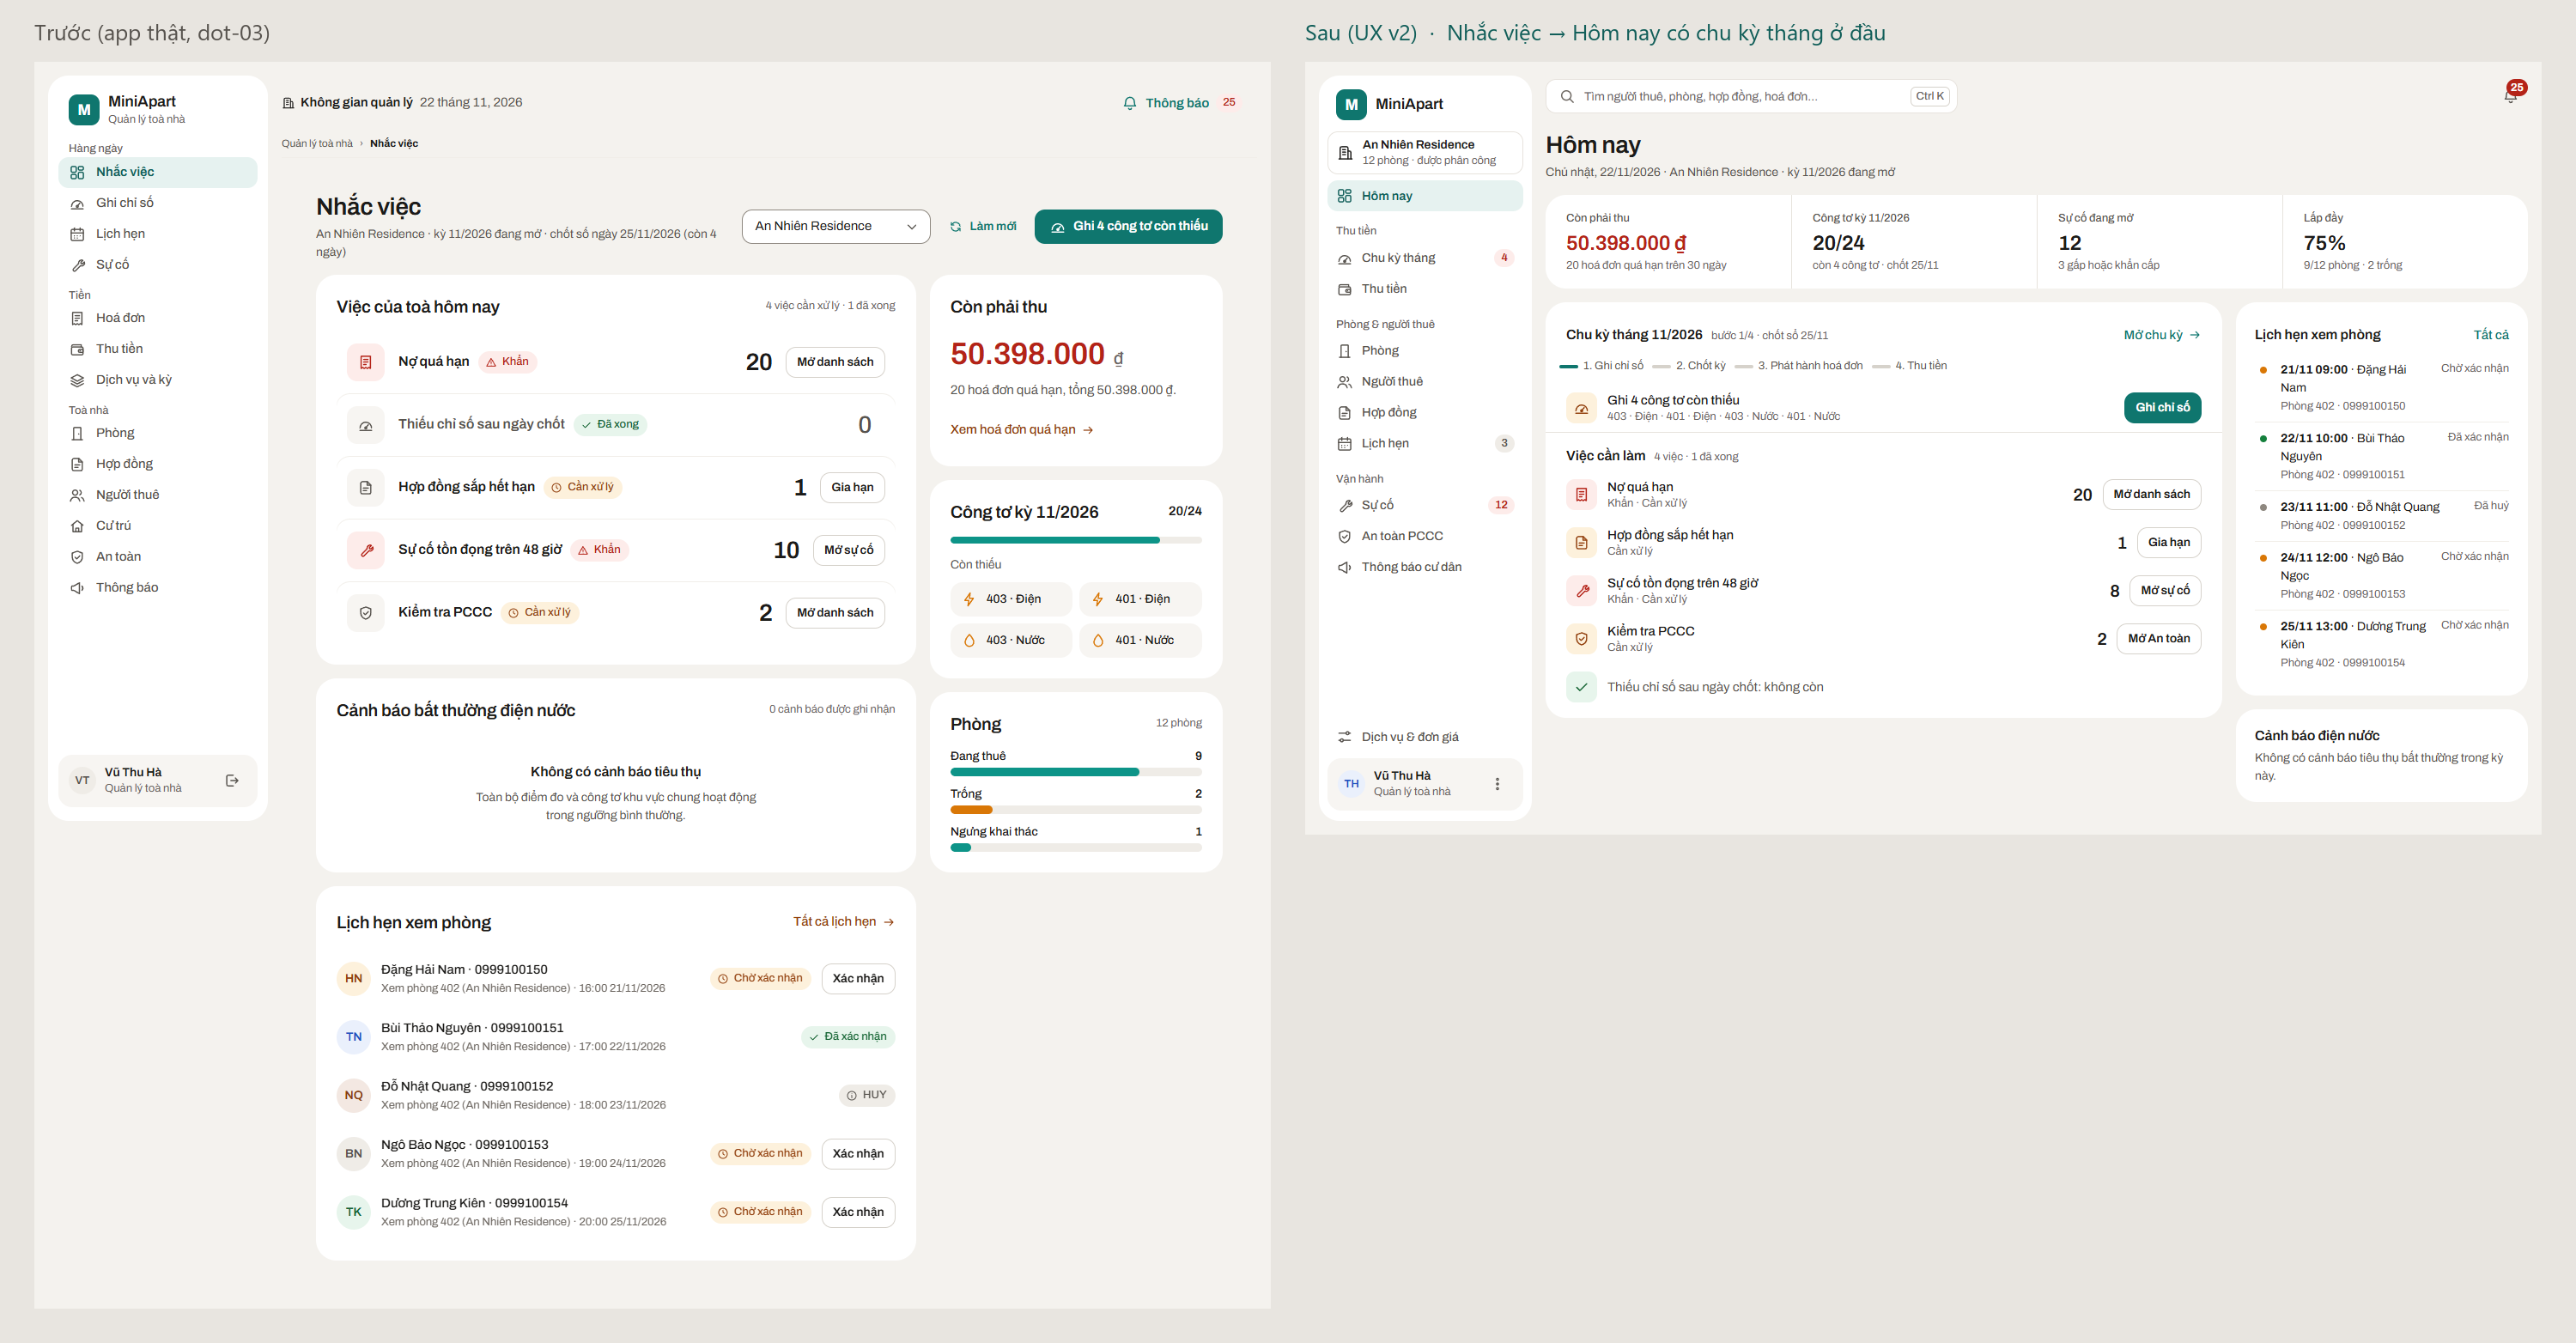 Trước (app thật, dot-03)
M
MiniApart
Quản lý toà nhà
Hàng ngày
Nhắc việc
Ghi chỉ số
Lịch hẹn
Sự cố
Tiền
Hoá đơn
Thu tiền
Dịch vụ và kỳ
Toà nhà
Phòng
Hợp đồng
Người thuê
Cư trú
An toàn
Thông báo
VT
Vũ Thu Hà
Quản lý toà nhà
Không gian quản lý 22 tháng 11, 2026
Thông báo 25
Quản lý toà nhà › Nhắc việc
Nhắc việc
An Nhiên Residence · kỳ 11/2026 đang mở · chốt số ngày 25/11/2026 (còn 4
ngày)
An Nhiên Residence
Làm mới
Ghi 4 công tơ còn thiếu
Việc của toà hôm nay
4 việc cần xử lý · 1 đã xong
Nợ quá hạn Khẩn 20 Mở danh sách
Thiếu chỉ số sau ngày chốt Đã xong 0
Hợp đồng sắp hết hạn Cần xử lý 1 Gia hạn
Sự cố tồn đọng trên 48 giờ Khẩn 10 Mở sự cố
Kiểm tra PCCC Cần xử lý 2 Mở danh sách
Cảnh báo bất thường điện nước
0 cảnh báo được ghi nhận
Không có cảnh báo tiêu thụ
Toàn bộ điểm đo và công tơ khu vực chung hoạt động
trong ngưỡng bình thường.
Lịch hẹn xem phòng
Tất cả lịch hẹn →
HN
Đặng Hải Nam · 0999100150
Xem phòng 402 (An Nhiên Residence) · 16:00 21/11/2026
Chờ xác nhận
Xác nhận
TN
Bùi Thảo Nguyên · 0999100151
Xem phòng 402 (An Nhiên Residence) · 17:00 22/11/2026
Đã xác nhận
NQ
Đỗ Nhật Quang · 0999100152
Xem phòng 402 (An Nhiên Residence) · 18:00 23/11/2026
HUY
BN
Ngô Bảo Ngọc · 0999100153
Xem phòng 402 (An Nhiên Residence) · 19:00 24/11/2026
Chờ xác nhận
Xác nhận
TK
Dương Trung Kiên · 0999100154
Xem phòng 402 (An Nhiên Residence) · 20:00 25/11/2026
Chờ xác nhận
Xác nhận
Còn phải thu
50.398.000 đ
20 hoá đơn quá hạn, tổng 50.398.000 ₫.
Xem hoá đơn quá hạn →
Công tơ kỳ 11/2026 20/24
Còn thiếu
403 · Điện
401 · Điện
403 · Nước
401 · Nước
Phòng
12 phòng
Đang thuê 9
Trống 2
Ngưng khai thác 1
Sau (UX v2) · Nhắc việc → Hôm nay có chu kỳ tháng ở đầu
M
MiniApart
An Nhiên Residence
12 phòng · được phân công
Hôm nay
Thu tiền
Chu kỳ tháng 4
Thu tiền
Phòng & người thuê
Phòng
Người thuê
Hợp đồng
Lịch hẹn 3
Vận hành
Sự cố 12
An toàn PCCC
Thông báo cư dân
Dịch vụ & đơn giá
TH
Vũ Thu Hà
Quản lý toà nhà
Tìm người thuê, phòng, hợp đồng, hoá đơn... Ctrl K
25
Hôm nay
Chủ nhật, 22/11/2026 · An Nhiên Residence · kỳ 11/2026 đang mở
Còn phải thu
50.398.000 ₫
20 hoá đơn quá hạn trên 30 ngày
Công tơ kỳ 11/2026
20/24
còn 4 công tơ · chốt 25/11
Sự cố đang mở
12
3 gấp hoặc khẩn cấp
Lấp đầy
75%
9/12 phòng · 2 trống
Chu kỳ tháng 11/2026 bước 1/4 · chốt số 25/11
Mở chu kỳ →
1. Ghi chỉ số 2. Chốt kỳ 3. Phát hành hoá đơn 4. Thu tiền
Ghi 4 công tơ còn thiếu
403 · Điện · 401 · Điện · 403 · Nước · 401 · Nước
Ghi chỉ số
Việc cần làm 4 việc · 1 đã xong
Nợ quá hạn
Khẩn · Cần xử lý
20 Mở danh sách
Hợp đồng sắp hết hạn
Cần xử lý
1 Gia hạn
Sự cố tồn đọng trên 48 giờ
Khẩn · Cần xử lý
8 Mở sự cố
Kiểm tra PCCC
Cần xử lý
2 Mở An toàn
Thiếu chỉ số sau ngày chốt: không còn
Lịch hẹn xem phòng
Tất cả
21/11 09:00 · Đặng Hải
Nam
Chờ xác nhận
Phòng 402 · 0999100150
22/11 10:00 · Bùi Thảo
Nguyên
Đã xác nhận
Phòng 402 · 0999100151
23/11 11:00 · Đỗ Nhật Quang
Đã huỷ
Phòng 402 · 0999100152
24/11 12:00 · Ngô Bảo
Ngọc
Chờ xác nhận
Phòng 402 · 0999100153
25/11 13:00 · Dương Trung
Kiên
Chờ xác nhận
Phòng 402 · 0999100154
Cảnh báo điện nước
Không có cảnh báo tiêu thụ bất thường trong kỳ
này.